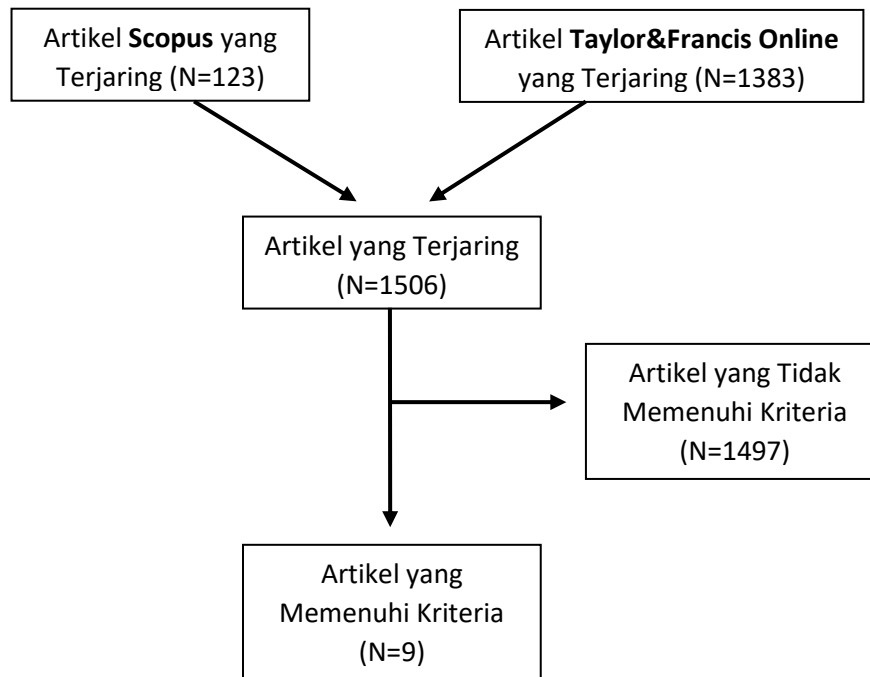 Artikel Scopus yang
Terjaring (N=123)
Artikel Taylor&Francis Online
yang Terjaring (N=1383)
Artikel yang Terjaring
(N=1506)
Artikel yang Tidak
Memenuhi Kriteria
(N=1497)
Artikel yang
Memenuhi Kriteria
(N=9)